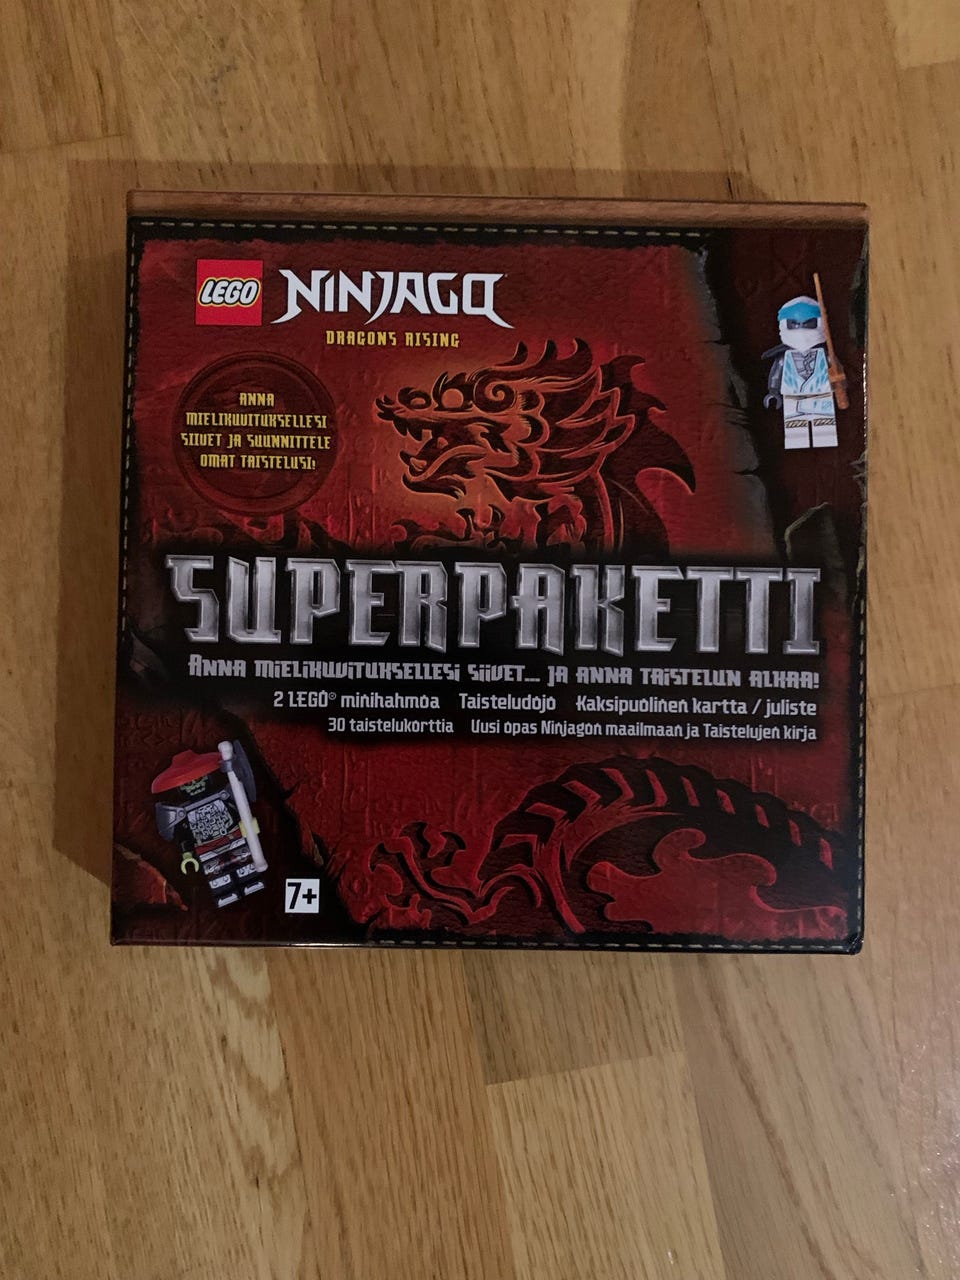 LEGO NINJAGO
DRAGONS RISING
ANNA
MIELIKUVITUKSELLESI
SIIVET JA SUUNNITTELE
OMAT TAISTELUSI!
SUPERPAKETTI
ANNA MIELIKUVITUKSELLESI SIIVET... JA ANNA TAISTELUN ALKAA!
2 LEGO® minihahmoa Taisteludojo Kaksipuolinen kartta / juliste
30 taistelukorttia Uusi opas Ninjagon maailmaan ja Taistelujen kirja
7+